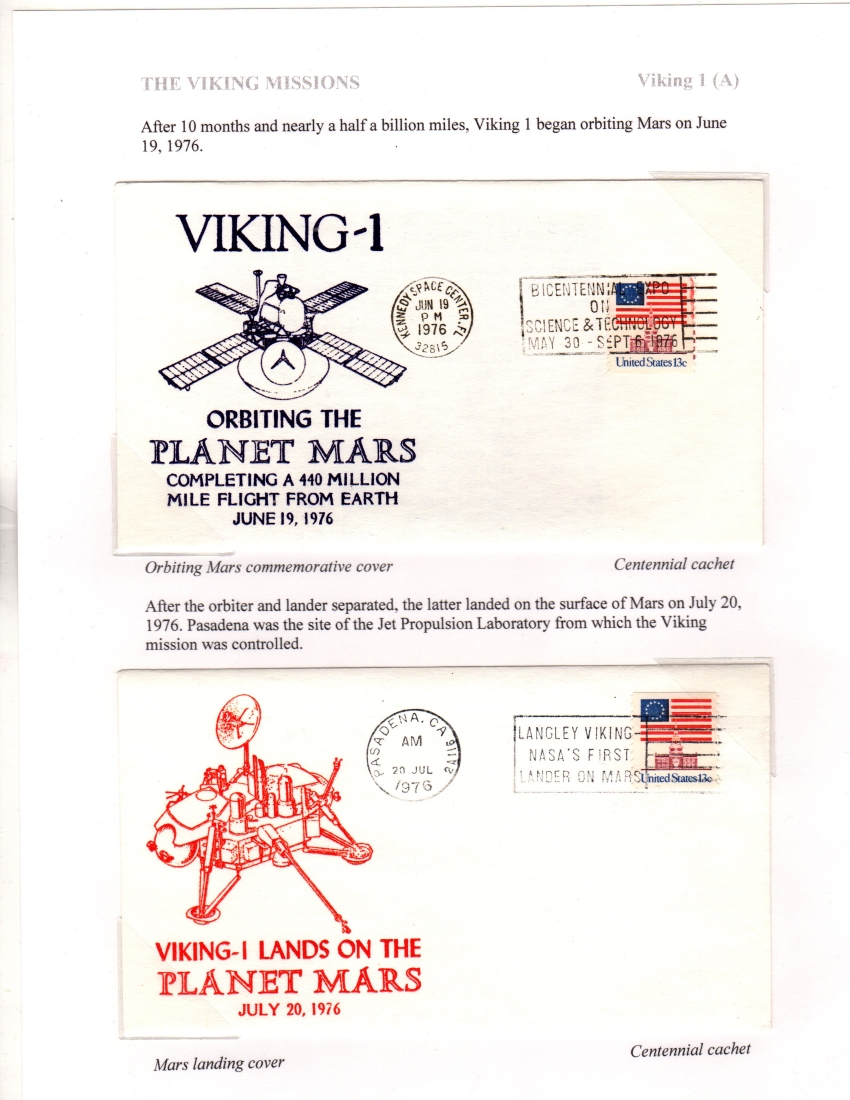 THE VIKING MISSIONS
Viking 1 (A)
After 10 months and nearly a half a billion miles, Viking 1 began orbiting Mars on June
19, 1976.
VIKING-1
KENNEDY SPACE CENTER, FL
JUN 19
PM
1976
32815
BICENTENNIAL EXPO
ON
SCIENCE & TECHNOLOGY
MAY 30 - SEPT 6, 1976
United States 13c
ORBITING THE
PLANET MARS
COMPLETING A 440 MILLION
MILE FLIGHT FROM EARTH
JUNE 19, 1976
Orbiting Mars commemorative cover
Centennial cachet
After the orbiter and lander separated, the latter landed on the surface of Mars on July 20,
1976. Pasadena was the site of the Jet Propulsion Laboratory from which the Viking
mission was controlled.
PASADENA, CA
AM
20 JUL
1976
LANGLEY VIKING-
NASA'S FIRST
LANDER ON MARS
United States 13c
VIKING-1 LANDS ON THE
PLANET MARS
JULY 20, 1976
Mars landing cover
Centennial cachet